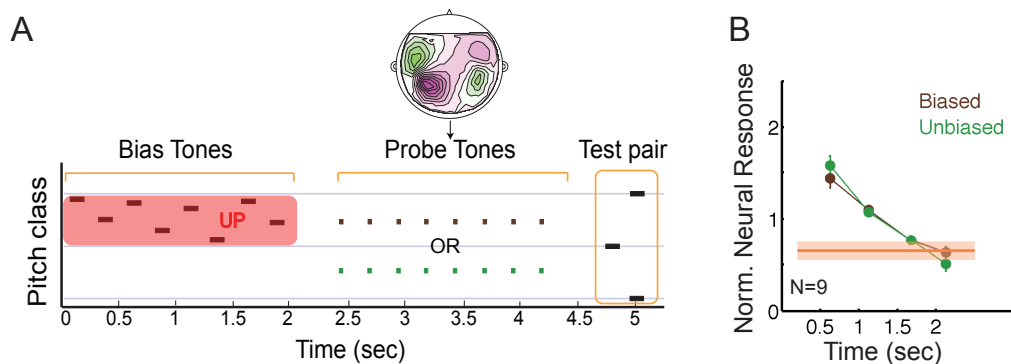 A
B
Bias Tones
Probe Tones
Test pair
Pitch class
UP
OR
0 0.5 1 1.5 2 2.5 3 3.5 4 4.5 5
Time (sec)
Biased
Unbiased
Norm. Neural Response
2
1
0
N=9
0.5 1 1.5 2
Time (sec)